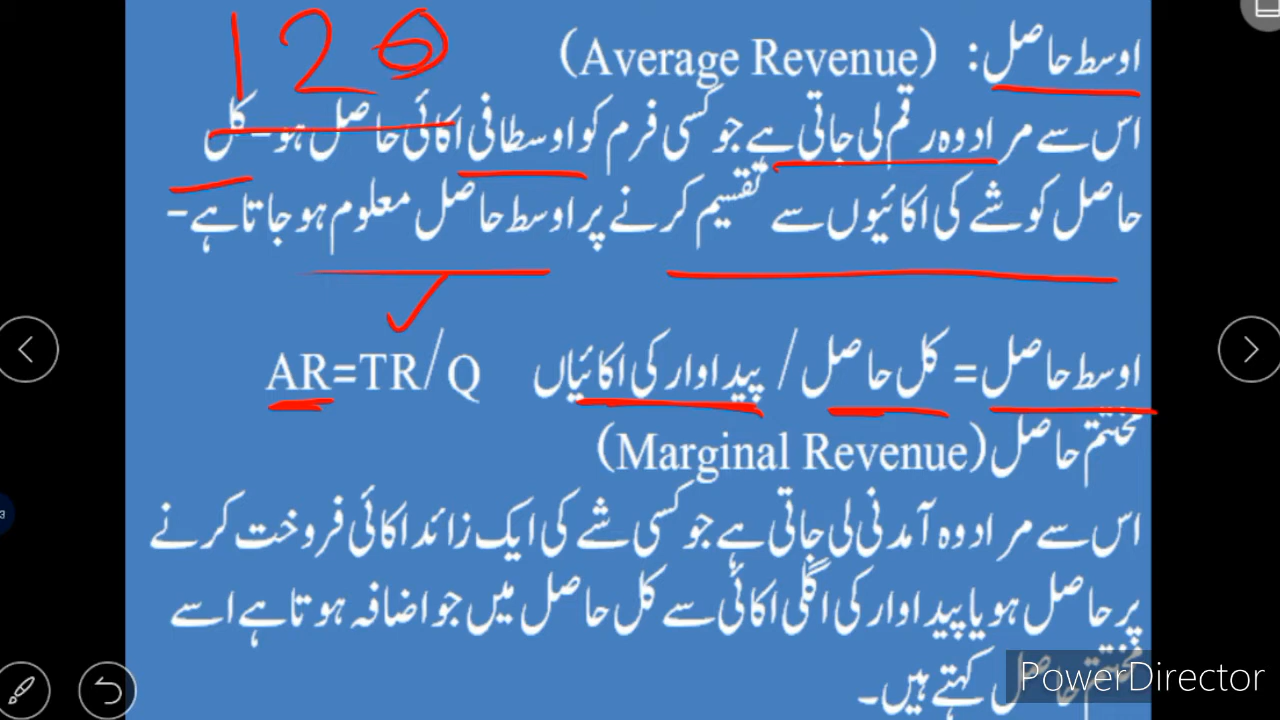 120
اوسط حاصل: (Average Revenue)
اس سے مراد وہ رقم لی جاتی ہے جو کسی فرم کو اوسطا فی اکائی حاصل ہو۔ کل
حاصل کو شے کی اکائیوں سے تقسیم کرنے پر اوسط حاصل معلوم ہو جاتا ہے۔
اوسط حاصل = کل حاصل / پیداوار کی اکائیاں AR=TR/Q
مختتم حاصل (Marginal Revenue)
اس سے مراد وہ آمدنی لی جاتی ہے جو کسی شے کی ایک زائد اکائی فروخت کرنے
پر حاصل ہو یا پیداوار کی اگلی اکائی سے کل حاصل میں جو اضافہ ہوتا ہے اسے
مختتم حاصل کہتے ہیں۔
PowerDirector
3